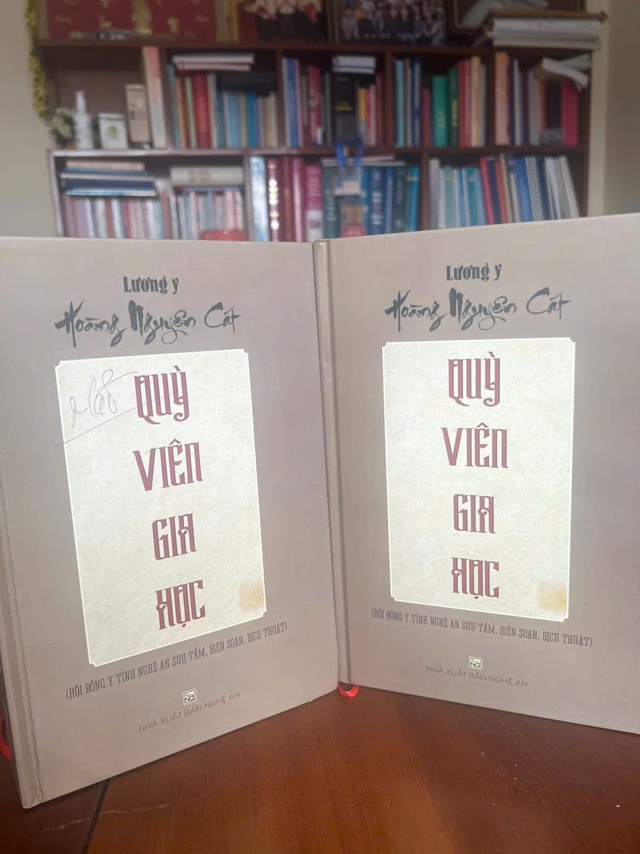 Lương y
Hoàng Nguyên Cát
QUỲ
VIÊN
GIA
HỌC
(HỘI ĐÔNG Y TỈNH NGHỆ AN SƯU TẦM, BIÊN SOẠN, DỊCH THUẬT)
NHÀ XUẤT BẢN NGHỆ AN
Lương y
Hoàng Nguyên Cát
QUỲ
VIÊN
GIA
HỌC
(HỘI ĐÔNG Y TỈNH NGHỆ AN SƯU TẦM, BIÊN SOẠN, DỊCH THUẬT)
NHÀ XUẤT BẢN NGHỆ AN